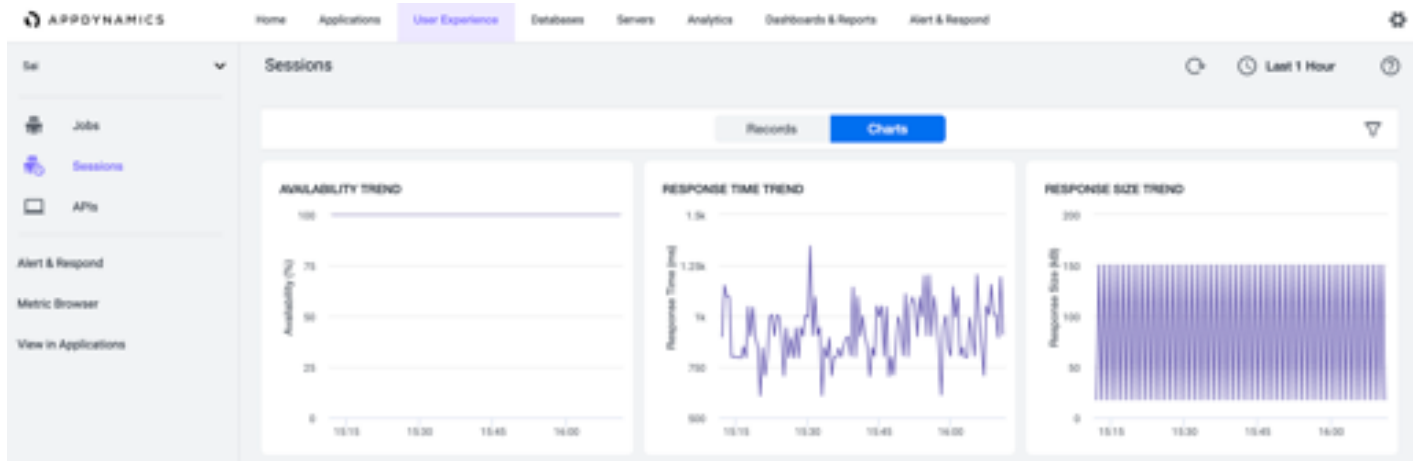 APPDYNAMICS
Home Applications User Experience Databases Servers Analytics Dashboards & Reports Alert & Respond
Sai
Sessions
Last 1 Hour
Jobs
Sessions
APIs
Alert & Respond
Metric Browser
View in Applications
Records Charts
AVAILABILITY TREND
100
75
50
25
0
Availability (%)
15:15 15:30 15:45 16:00
RESPONSE TIME TREND
1.5k
1.25k
1k
750
500
Response Time (ms)
15:15 15:30 15:45 16:00
RESPONSE SIZE TREND
200
150
100
50
0
Response Size (kB)
15:15 15:30 15:45 16:00